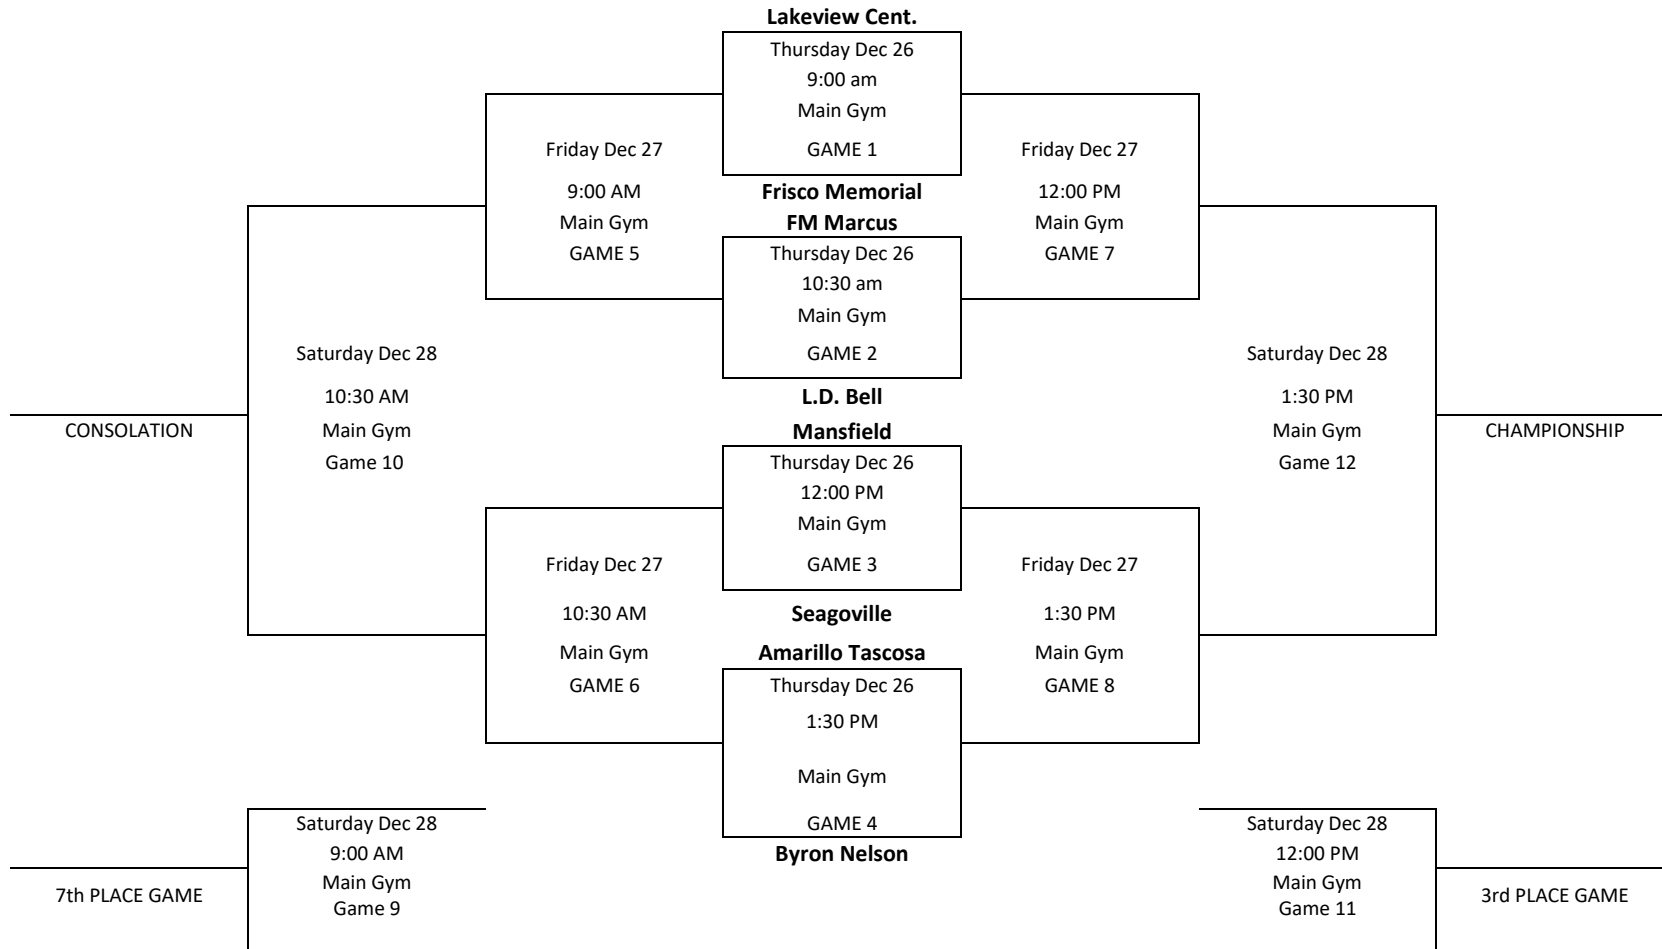 Lakeview Cent.
Thursday Dec 26
9:00 am
Main Gym
GAME 1
Frisco Memorial
Friday Dec 27
9:00 AM
Main Gym
GAME 5
Friday Dec 27
12:00 PM
Main Gym
GAME 7
FM Marcus
Thursday Dec 26
10:30 am
Main Gym
GAME 2
L.D. Bell
Saturday Dec 28
10:30 AM
Main Gym
Game 10
CONSOLATION
Saturday Dec 28
1:30 PM
Main Gym
Game 12
CHAMPIONSHIP
Mansfield
Thursday Dec 26
12:00 PM
Main Gym
GAME 3
Seagoville
Friday Dec 27
10:30 AM
Main Gym
GAME 6
Friday Dec 27
1:30 PM
Main Gym
GAME 8
Amarillo Tascosa
Thursday Dec 26
1:30 PM
Main Gym
GAME 4
Byron Nelson
Saturday Dec 28
9:00 AM
Main Gym
Game 9
7th PLACE GAME
Saturday Dec 28
12:00 PM
Main Gym
Game 11
3rd PLACE GAME